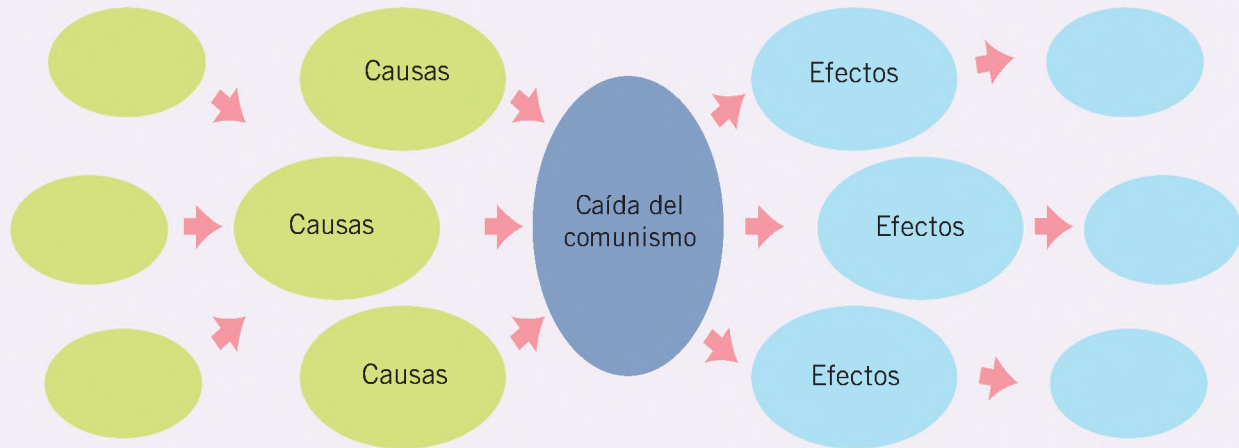 Causas
Efectos
Causas
Caída del
comunismo
Efectos
Causas
Efectos